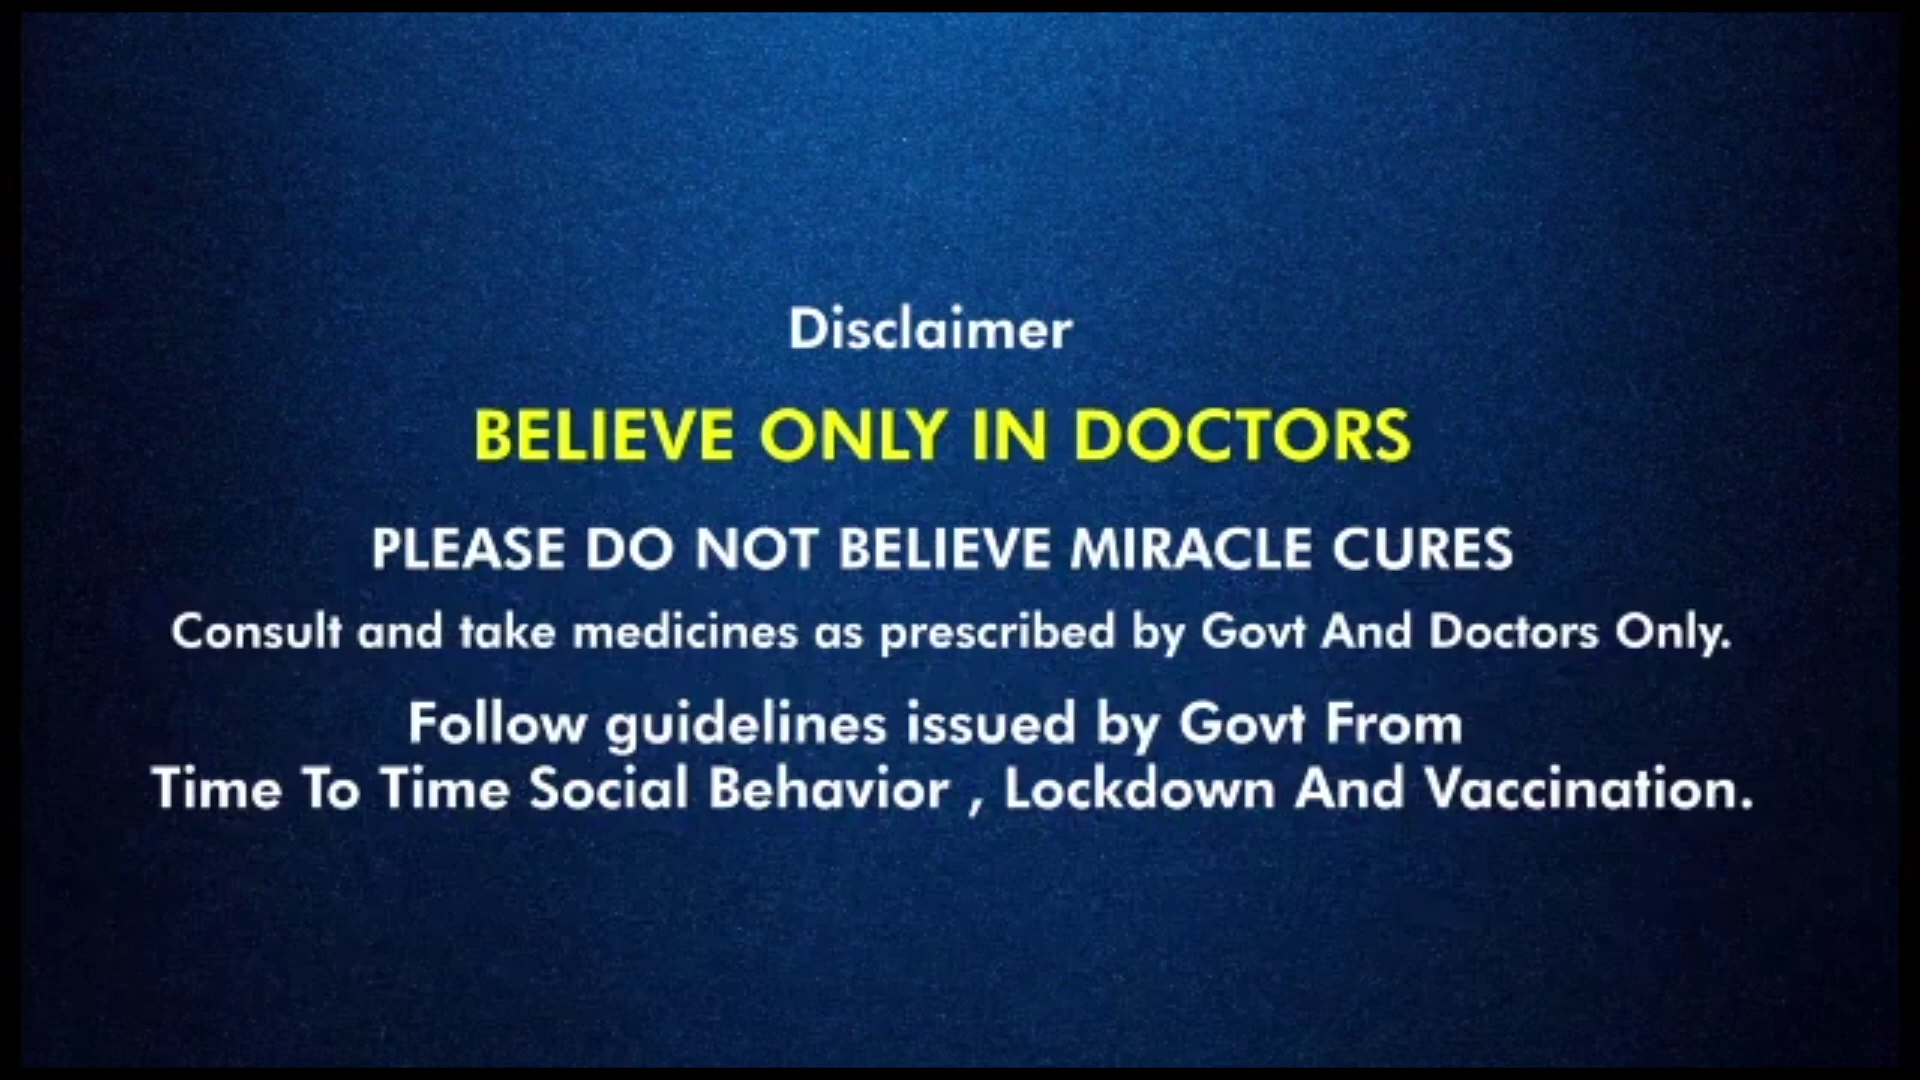 Disclaimer
BELIEVE ONLY IN DOCTORS
PLEASE DO NOT BELIEVE MIRACLE CURES
Consult and take medicines as prescribed by Govt And Doctors Only.
Follow guidelines issued by Govt From
Time To Time Social Behavior , Lockdown And Vaccination.